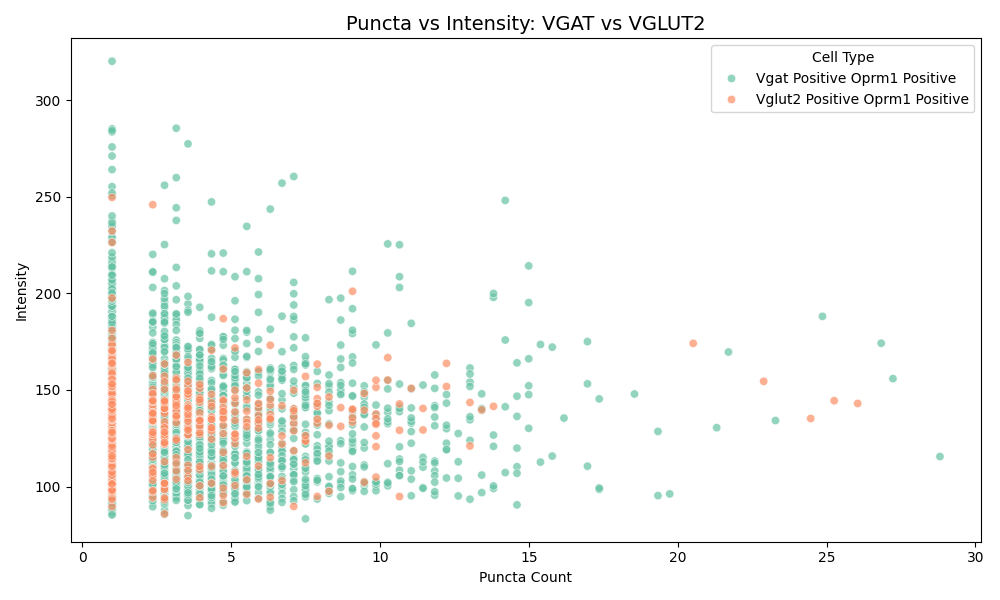 Puncta vs Intensity: VGAT vs VGLUT2
Cell Type
Vgat Positive Oprm1 Positive
Vglut2 Positive Oprm1 Positive
Intensity
300
250
200
150
100
0 5 10 15 20 25 30
Puncta Count